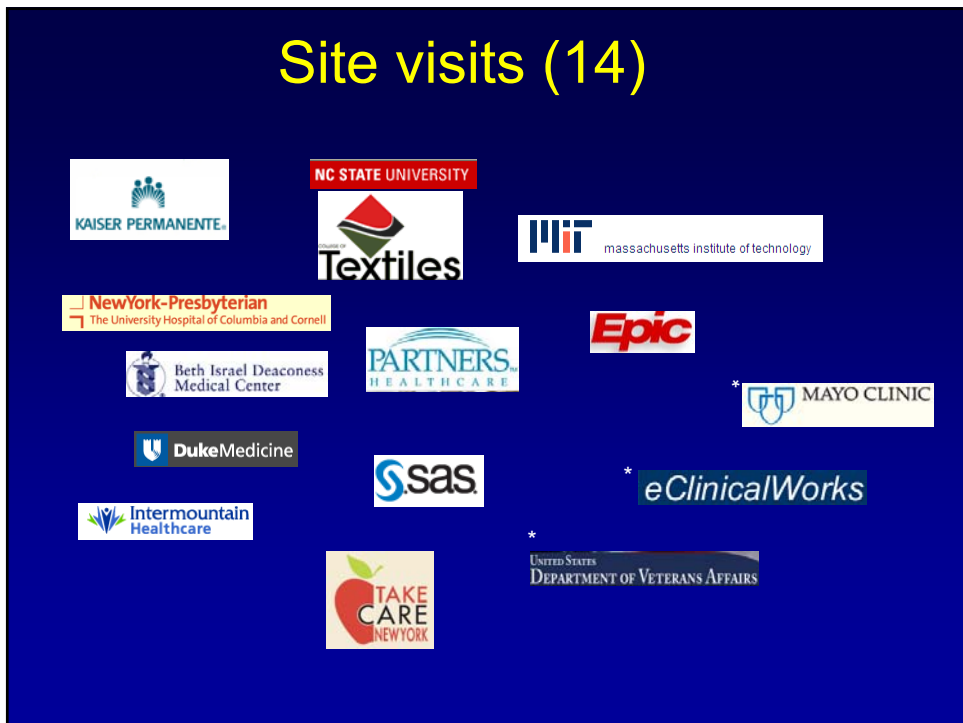 Site visits (14)
KAISER PERMANENTE®
NC STATE UNIVERSITY
COLLEGE OF
Textiles
MIT
massachusetts institute of technology
NewYork-Presbyterian
The University Hospital of Columbia and Cornell
PARTNERS™
HEALTHCARE
Epic
Beth Israel Deaconess
Medical Center
*
MAYO CLINIC
DukeMedicine
S.sas.
*
eClinicalWorks
Intermountain
Healthcare
*
UNITED STATES
DEPARTMENT OF VETERANS AFFAIRS
TAKE
CARE
NEW YORK